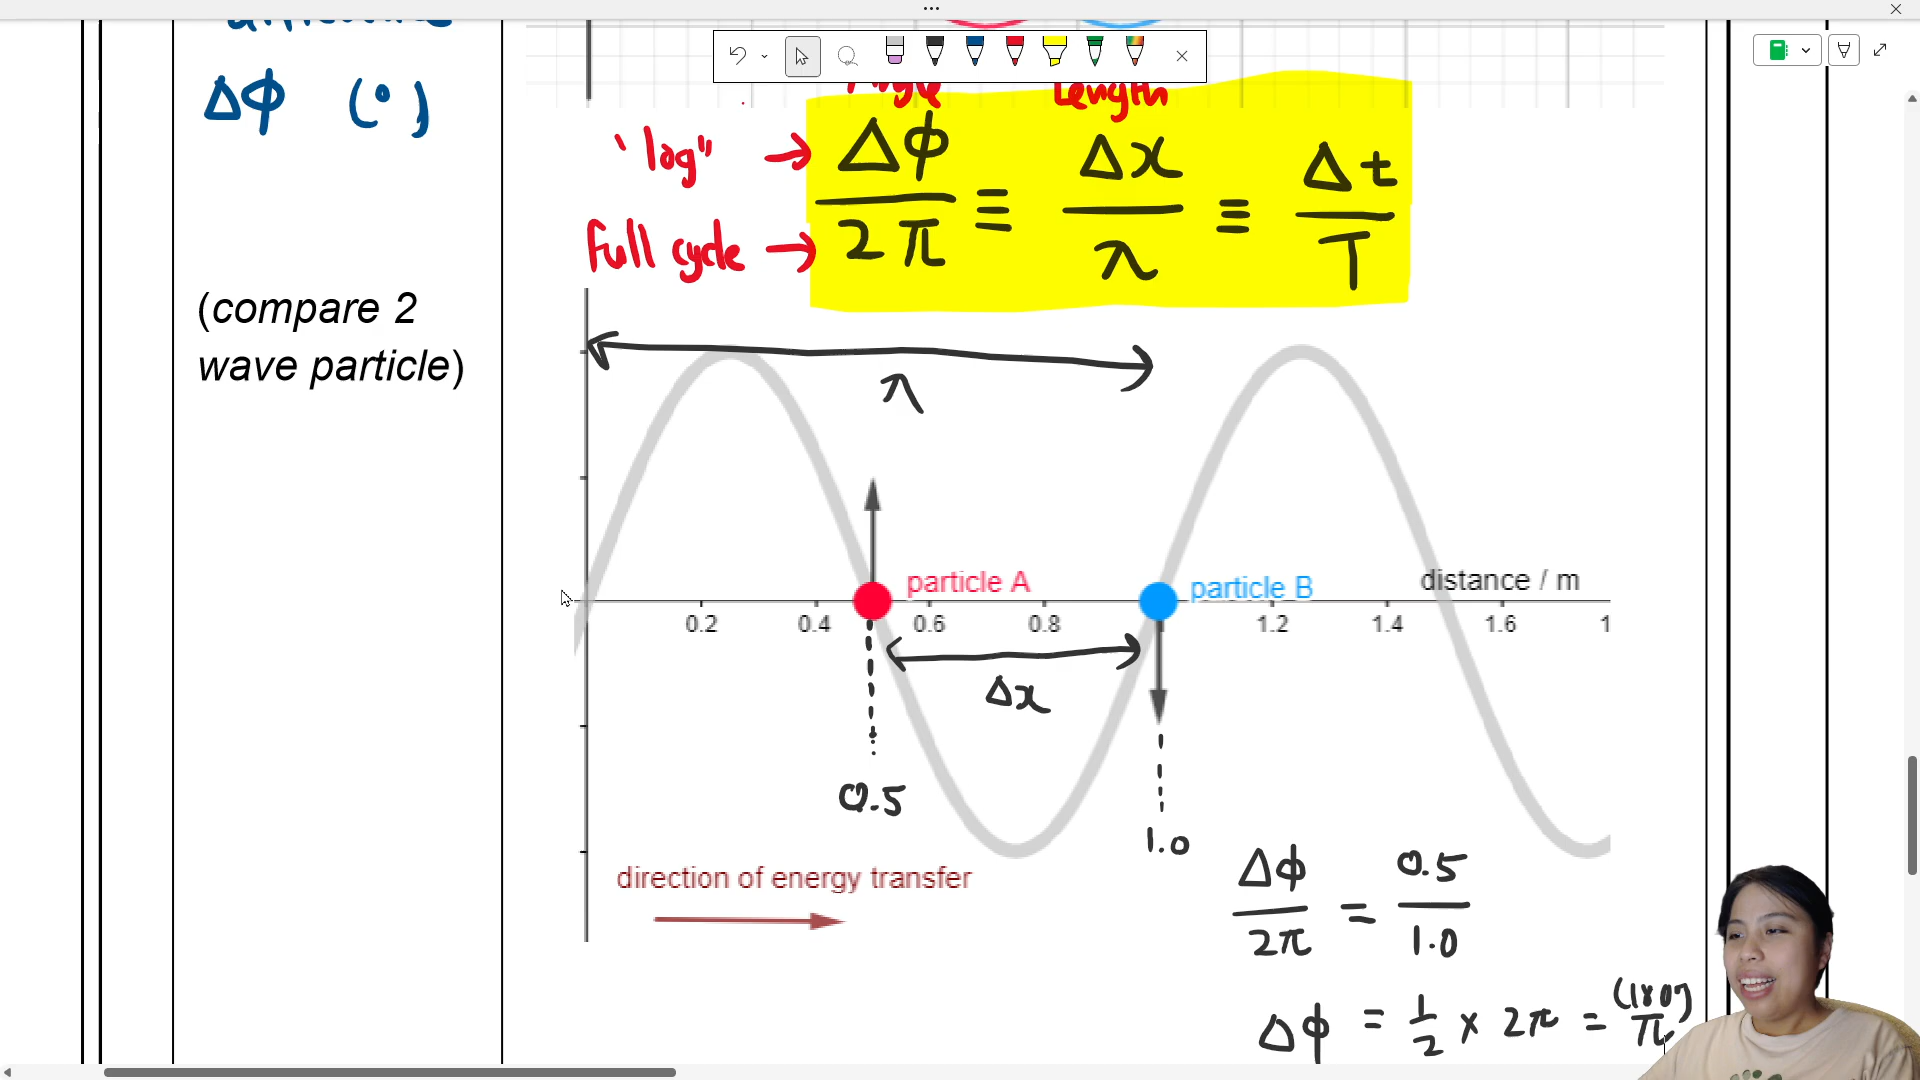 Δϕ (°)
(compare 2
wave particle)
Angle Length
"lag" → Δϕ/2π ≡ Δx/λ ≡ Δt/T
Full cycle →
λ
particle A
particle B
distance / m
0.2 0.4 0.6 0.8 1.2 1.4 1.6 1
Δx
0.5
1.0
direction of energy transfer
Δϕ/2π = 0.5/1.0
Δϕ = 1/2 × 2π = π (180°)